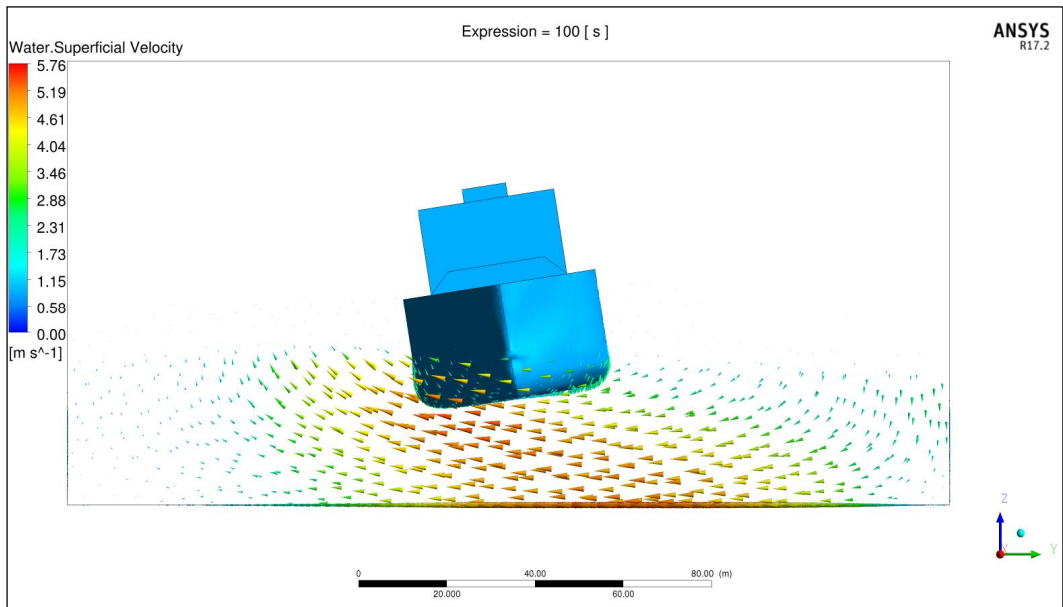 Expression = 100 [ s ]
ANSYS
R17.2
Water.Superficial Velocity
5.76
5.19
4.61
4.04
3.46
2.88
2.31
1.73
1.15
0.58
0.00
[m s^-1]
Z
Y
0 40.00 80.00 (m)
20.000 60.00